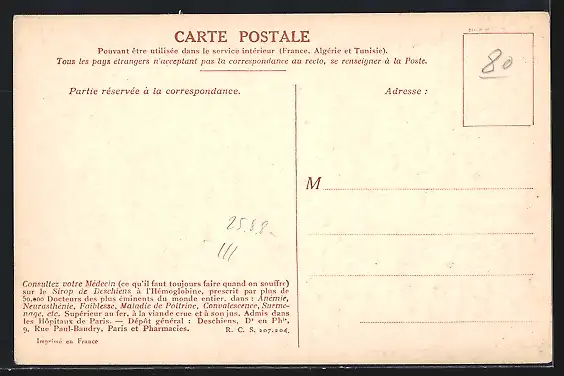 CARTE POSTALE
Pouvant être utilisée dans le service intérieur (France, Algérie et Tunisie).
Tous les pays étrangers n'acceptant pas la correspondance au recto, se renseigner à la Poste.
80
Partie réservée à la correspondance.
Adresse :
M
25.8.8.
Consultez votre Médecin (ce qu'il faut toujours faire quand on souffre)
sur le Sirop de Deschiens à l'Hémoglobine, prescrit par plus de
50.000 Docteurs des plus éminents du monde entier, dans : Anémie,
Neurasthénie, Faiblesse, Maladie de Poitrine, Convalescence, Surme-
nage, etc. Supérieur au fer, à la viande crue et à son jus. Admis dans
les Hôpitaux de Paris. — Dépôt général : Deschiens, Dr en Phie,
9, Rue Paul-Baudry, Paris et Pharmacies. R. C. S. 207.204.
Imprimé en France